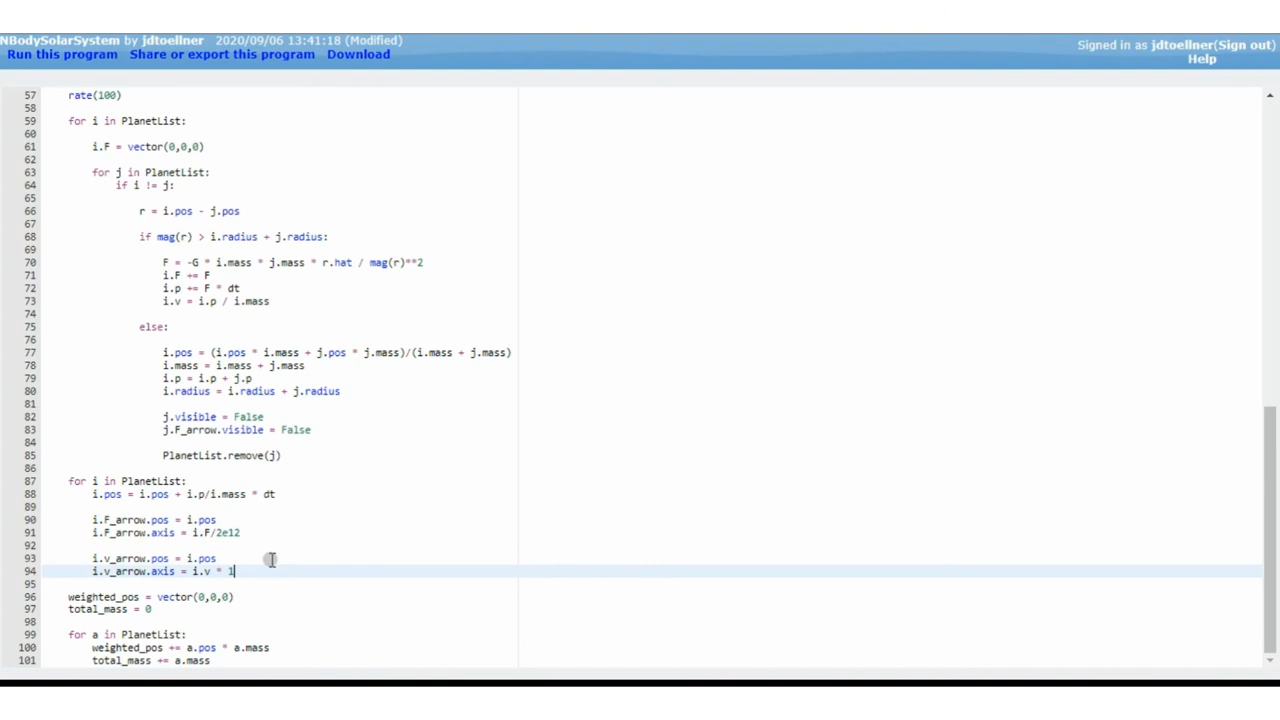 NBodySolarSystem by jdtoellner 2020/09/06 13:41:18 (Modified)
Signed in as jdtoellner(Sign out)
Run this program Share or export this program Download
Help
57 rate(100)
58
59 for i in PlanetList:
60
61 i.F = vector(0,0,0)
62
63 for j in PlanetList:
64 if i != j:
65
66 r = i.pos - j.pos
67
68 if mag(r) > i.radius + j.radius:
69
70 F = -G * i.mass * j.mass * r.hat / mag(r)**2
71 i.F += F
72 i.p += F * dt
73 i.v = i.p / i.mass
74
75 else:
76
77 i.pos = (i.pos * i.mass + j.pos * j.mass)/(i.mass + j.mass)
78 i.mass = i.mass + j.mass
79 i.p = i.p + j.p
80 i.radius = i.radius + j.radius
81
82 j.visible = False
83 j.F_arrow.visible = False
84
85 PlanetList.remove(j)
86
87 for i in PlanetList:
88 i.pos = i.pos + i.p/i.mass * dt
89
90 i.F_arrow.pos = i.pos
91 i.F_arrow.axis = i.F/2e12
92
93 i.v_arrow.pos = i.pos
94 i.v_arrow.axis = i.v * 1
95
96 weighted_pos = vector(0,0,0)
97 total_mass = 0
98
99 for a in PlanetList:
100 weighted_pos += a.pos * a.mass
101 total_mass += a.mass